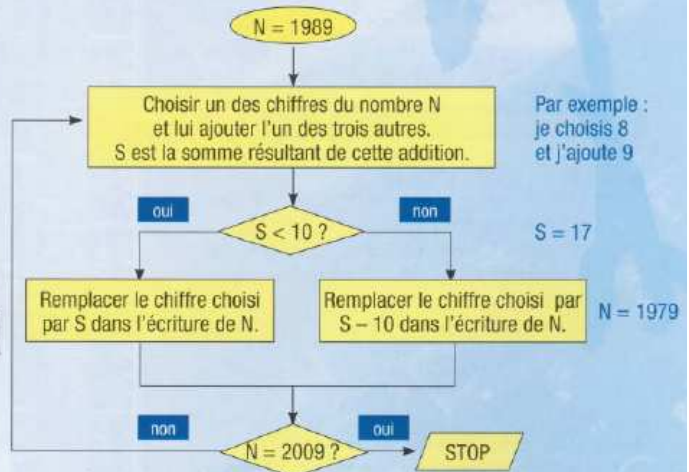 N = 1989
Choisir un des chiffres du nombre N
et lui ajouter l'un des trois autres.
S est la somme résultant de cette addition.
Par exemple :
je choisis 8
et j'ajoute 9
oui
non
S < 10 ?
S = 17
Remplacer le chiffre choisi
par S dans l'écriture de N.
Remplacer le chiffre choisi par
S – 10 dans l'écriture de N.
N = 1979
non
oui
N = 2009 ?
STOP